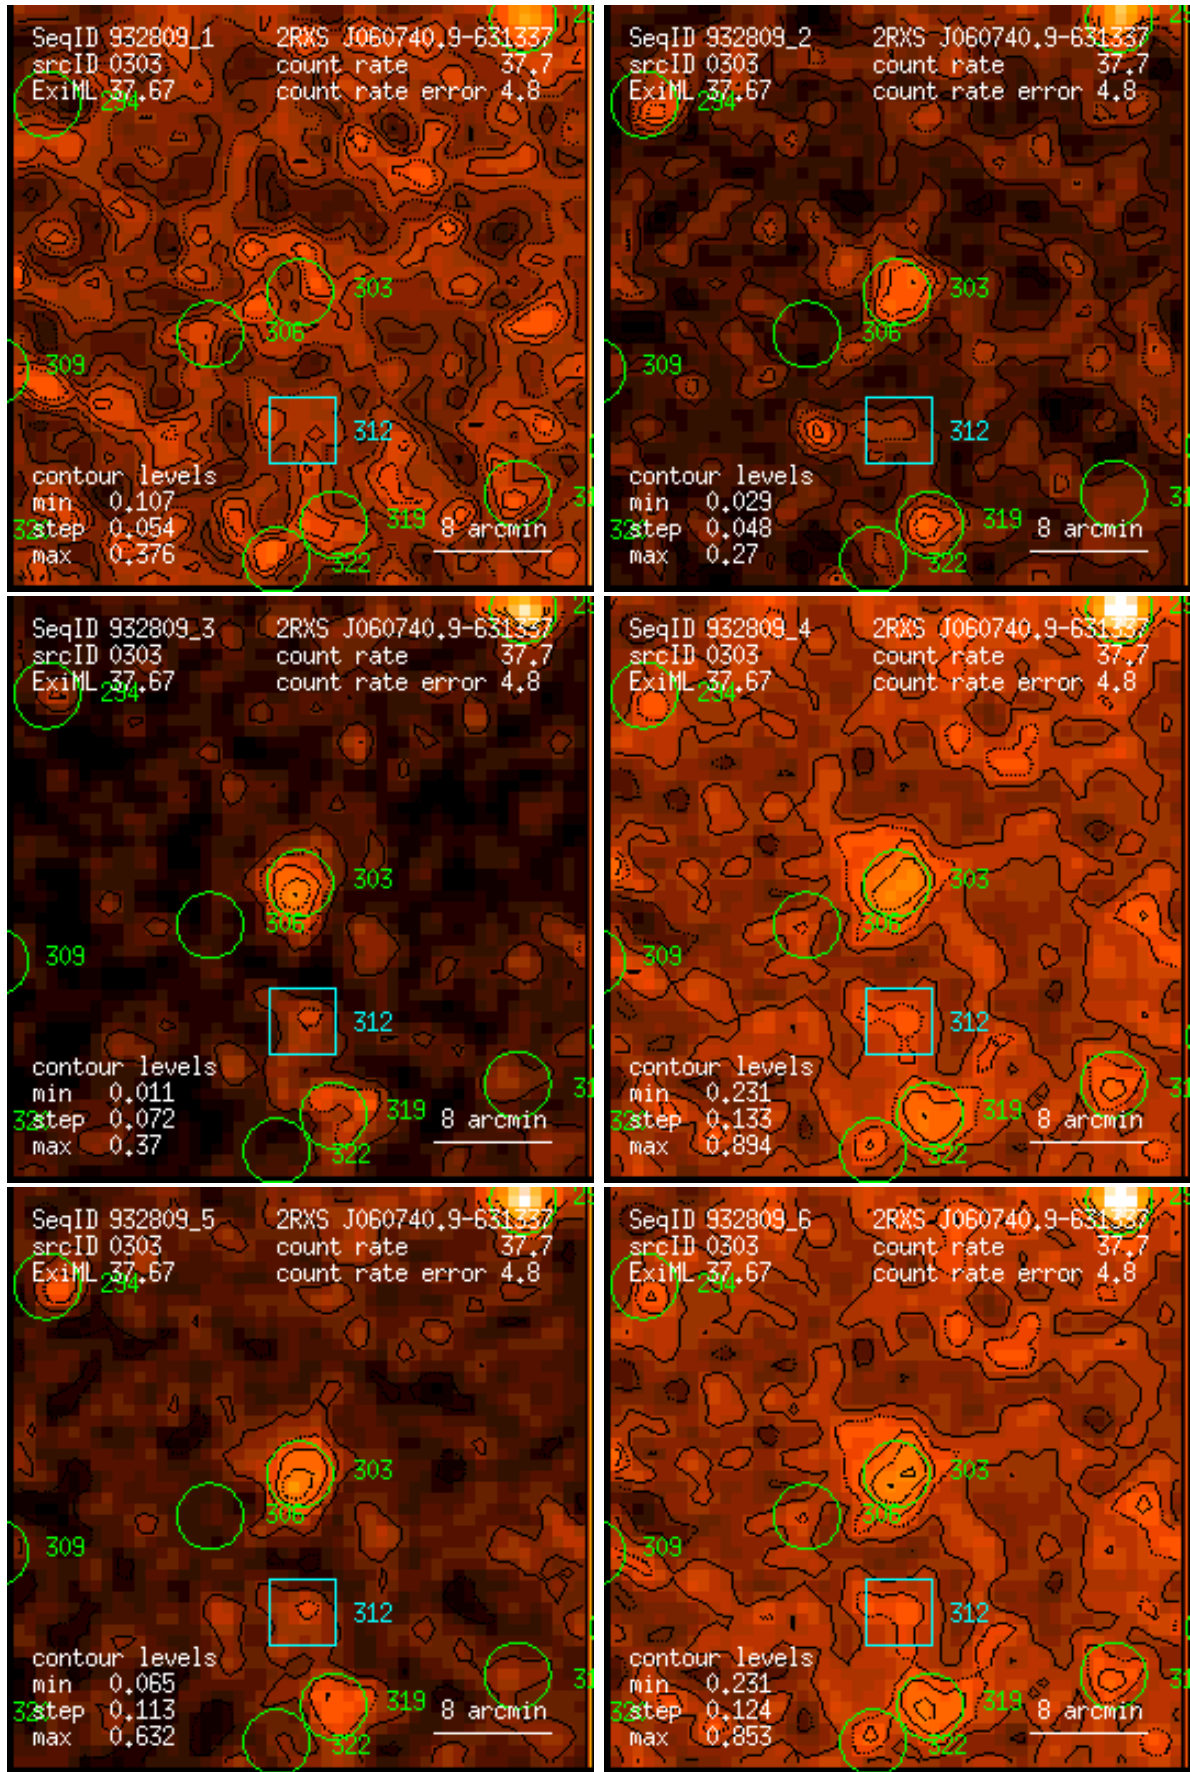 SeqID 932809_1 2RXS J060740.9-631337
srcID 0303 count rate 37.7
ExiML 37.67 count rate error 4.8
294
303
306
309
312
contour levels
min 0.107
step 0.054 319 8 arcmin
max 0.376 322
SeqID 932809_2 2RXS J060740.9-631337
srcID 0303 count rate 37.7
ExiML 37.67 count rate error 4.8
294
303
306
309
312
contour levels
min 0.029
step 0.048 319 8 arcmin
max 0.27 322
SeqID 932809_3 2RXS J060740.9-631337
srcID 0303 count rate 37.7
ExiML 37.67 count rate error 4.8
294
303
306
309
312
contour levels
min 0.011
step 0.072 319 8 arcmin
max 0.37 322
SeqID 932809_4 2RXS J060740.9-631337
srcID 0303 count rate 37.7
ExiML 37.67 count rate error 4.8
294
303
306
309
312
contour levels
min 0.231
step 0.133 319 8 arcmin
max 0.894 322
SeqID 932809_5 2RXS J060740.9-631337
srcID 0303 count rate 37.7
ExiML 37.67 count rate error 4.8
294
303
306
309
312
contour levels
min 0.065
step 0.113 319 8 arcmin
max 0.632 322
SeqID 932809_6 2RXS J060740.9-631337
srcID 0303 count rate 37.7
ExiML 37.67 count rate error 4.8
294
303
306
309
312
contour levels
min 0.231
step 0.124 319 8 arcmin
max 0.853 322